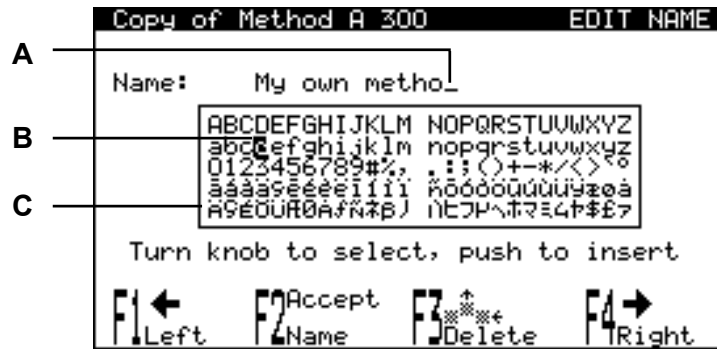 Copy of Method A 300 EDIT NAME
A
Name: My own metho_
ABCDEFGHIJKLM NOPQRSTUVWXYZ
B
abcdefghijklm nopqrstuvwxyz
0123456789#%, .:;()+-*/<>
C
Turn knob to select, push to insert
F1 ← F2 Accept F3 F4 →
Left Name Delete Right